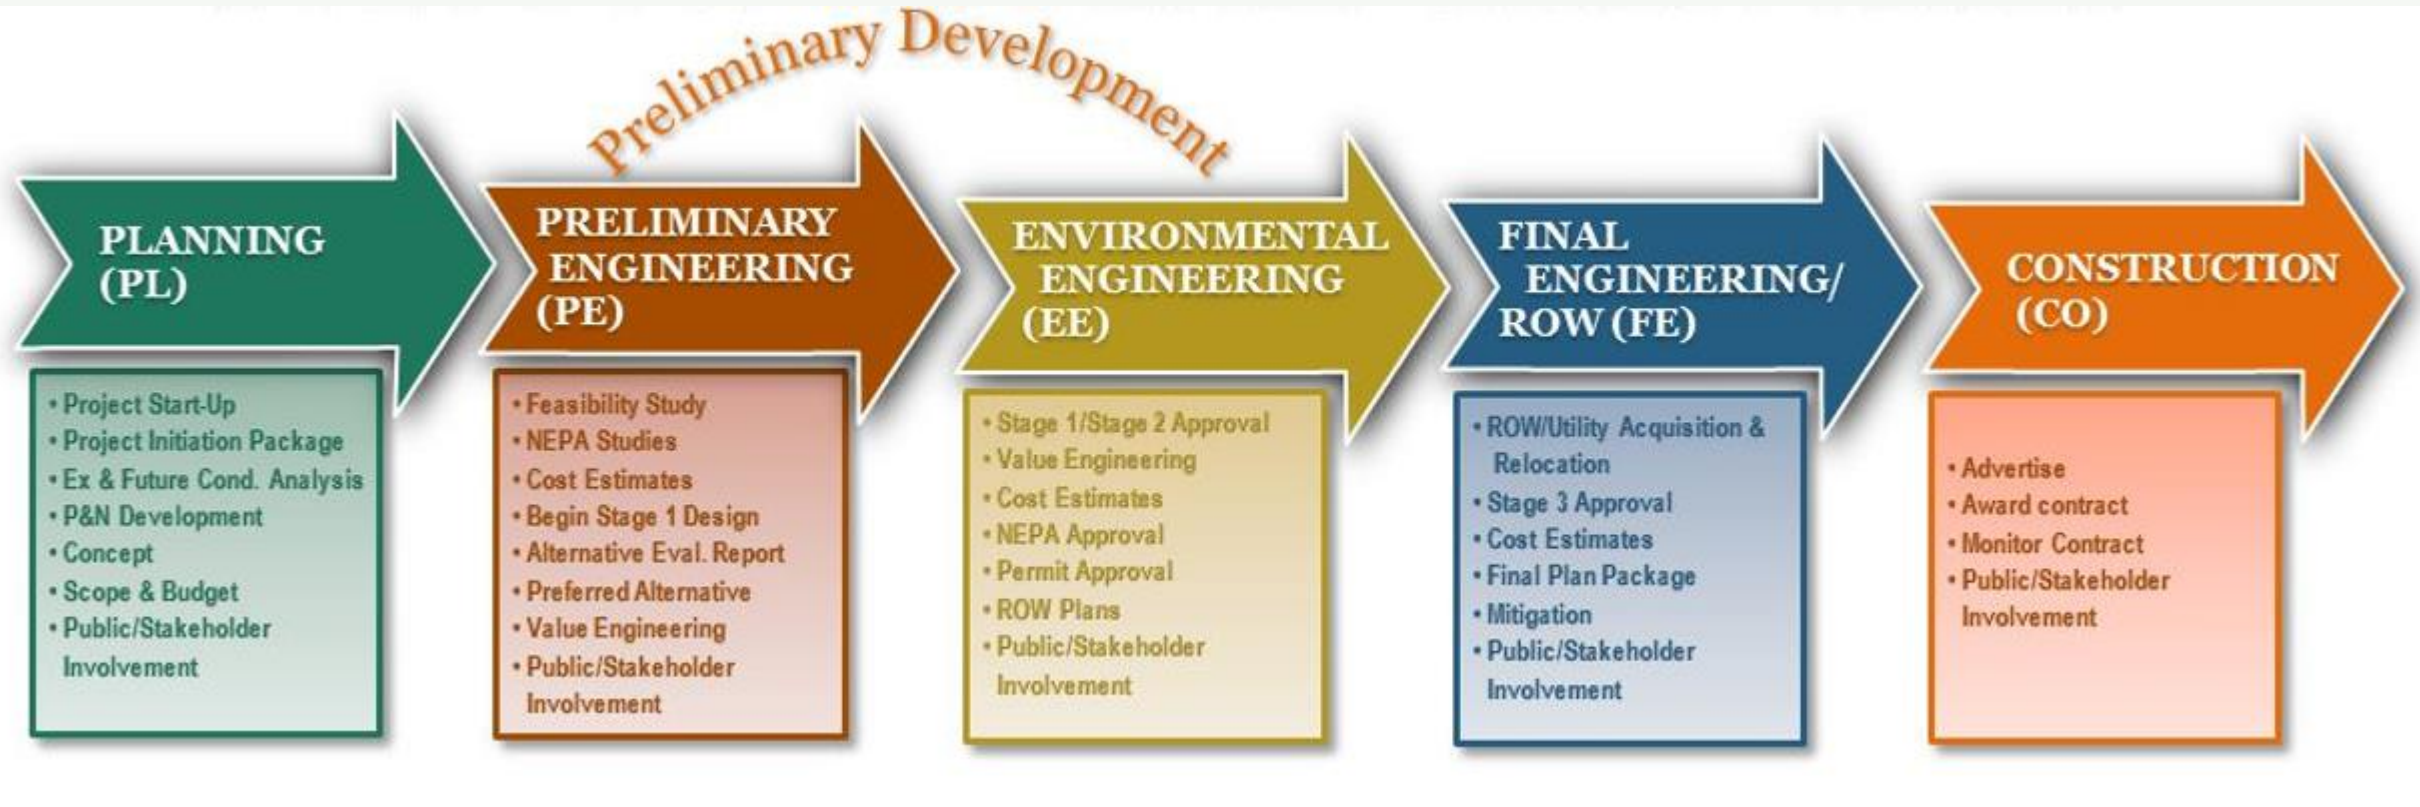 Preliminary Development
PLANNING
(PL)
• Project Start-Up
• Project Initiation Package
• Ex & Future Cond. Analysis
• P&N Development
• Concept
• Scope & Budget
• Public/Stakeholder
Involvement
PRELIMINARY
ENGINEERING
(PE)
• Feasibility Study
• NEPA Studies
• Cost Estimates
• Begin Stage 1 Design
• Alternative Eval. Report
• Preferred Alternative
• Value Engineering
• Public/Stakeholder
Involvement
ENVIRONMENTAL
ENGINEERING
(EE)
• Stage 1/Stage 2 Approval
• Value Engineering
• Cost Estimates
• NEPA Approval
• Permit Approval
• ROW Plans
• Public/Stakeholder
Involvement
FINAL
ENGINEERING/
ROW (FE)
• ROW/Utility Acquisition &
Relocation
• Stage 3 Approval
• Cost Estimates
• Final Plan Package
• Mitigation
• Public/Stakeholder
Involvement
CONSTRUCTION
(CO)
• Advertise
• Award contract
• Monitor Contract
• Public/Stakeholder
Involvement